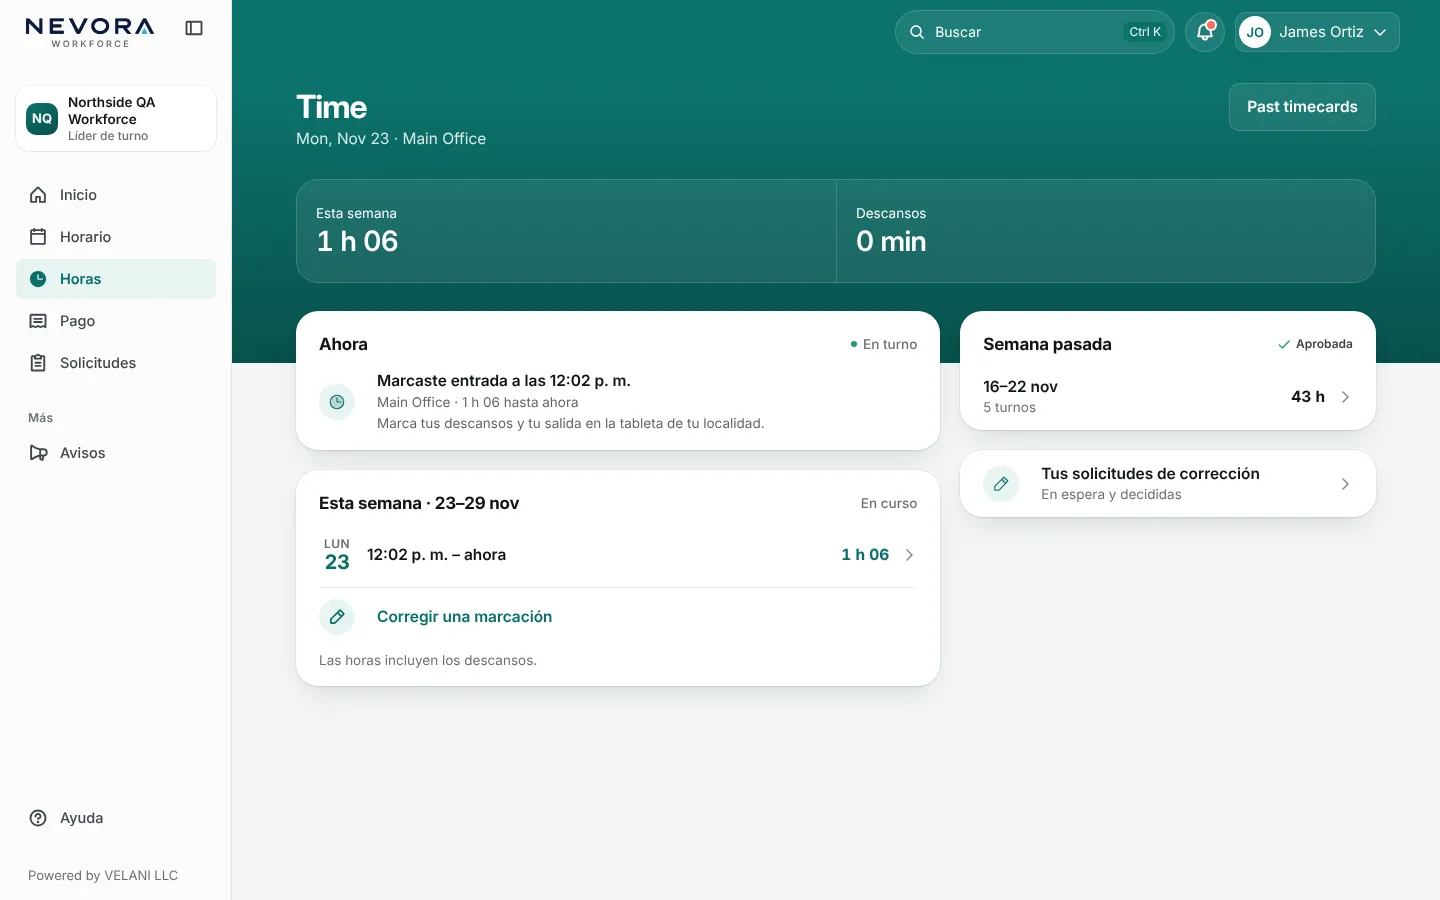 NEVORA
WORKFORCE
Northside QA
Workforce
Líder de turno
NQ
Inicio
Horario
Horas
Pago
Solicitudes
Más
Avisos
Ayuda
Powered by VELANI LLC
Buscar
Ctrl K
JO
James Ortiz
Time
Mon, Nov 23 · Main Office
Past timecards
Esta semana
1 h 06
Descansos
0 min
Ahora
En turno
Marcaste entrada a las 12:02 p. m.
Main Office · 1 h 06 hasta ahora
Marca tus descansos y tu salida en la tableta de tu localidad.
Esta semana · 23–29 nov
En curso
LUN
23
12:02 p. m. – ahora
1 h 06
Corregir una marcación
Las horas incluyen los descansos.
Semana pasada
Aprobada
16–22 nov
5 turnos
43 h
Tus solicitudes de corrección
En espera y decididas